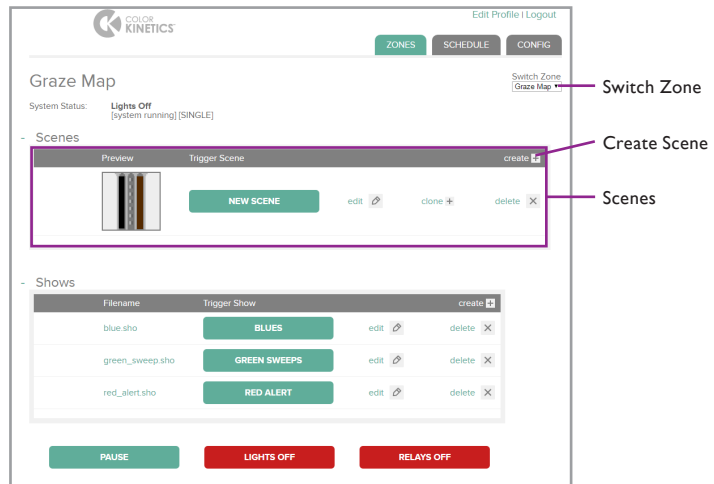 COLOR
KINETICS
Edit Profile | Logout
ZONES SCHEDULE CONFIG
Graze Map
Switch Zone
Graze Map
Switch Zone
System Status: Lights Off
[system running] [SINGLE]
- Scenes
Create Scene
Preview Trigger Scene create +
NEW SCENE edit clone + delete X
Scenes
- Shows
Filename Trigger Show create +
blue.sho BLUES edit delete X
green_sweep.sho GREEN SWEEPS edit delete X
red_alert.sho RED ALERT edit delete X
PAUSE LIGHTS OFF RELAYS OFF